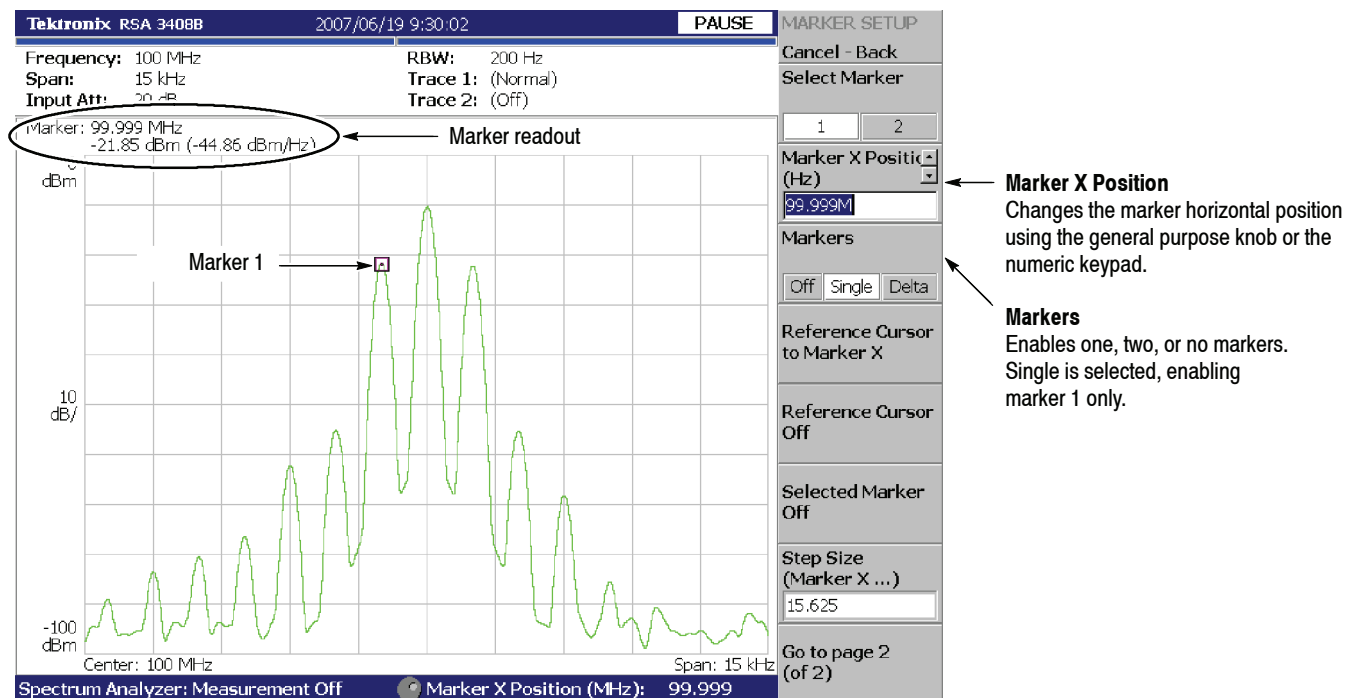 Tektronix RSA 3408B 2007/06/19 9:30:02 PAUSE
Frequency: 100 MHz RBW: 200 Hz
Span: 15 kHz Trace 1: (Normal)
Input Att: 20 dB Trace 2: (Off)
Marker: 99.999 MHz
-21.85 dBm (-44.86 dBm/Hz)
Marker readout
0
dBm
Marker 1
10
dB/
-100
dBm
Center: 100 MHz Span: 15 kHz
Spectrum Analyzer: Measurement Off Marker X Position (MHz): 99.999
MARKER SETUP
Cancel - Back
Select Marker
1 2
Marker X Positic
(Hz)
99.999M
Markers
Off Single Delta
Reference Cursor
to Marker X
Reference Cursor
Off
Selected Marker
Off
Step Size
(Marker X ...)
15.625
Go to page 2
(of 2)
Marker X Position
Changes the marker horizontal position
using the general purpose knob or the
numeric keypad.
Markers
Enables one, two, or no markers.
Single is selected, enabling
marker 1 only.